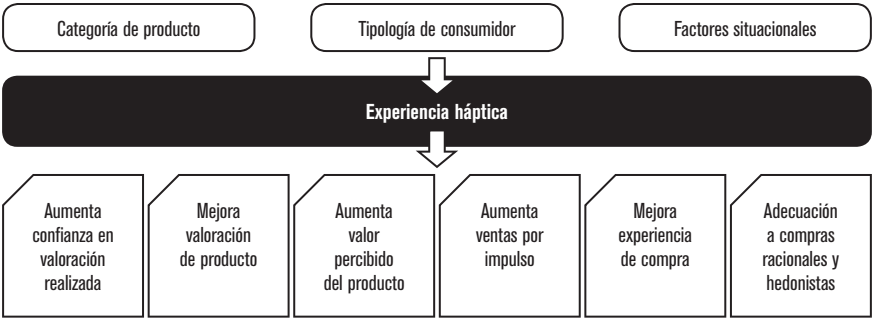 Categoría de producto
Tipología de consumidor
Factores situacionales
Experiencia háptica
Aumenta
confianza en
valoración
realizada
Mejora
valoración
de producto
Aumenta
valor
percibido
del producto
Aumenta
ventas por
impulso
Mejora
experiencia
de compra
Adecuación
a compras
racionales y
hedonistas